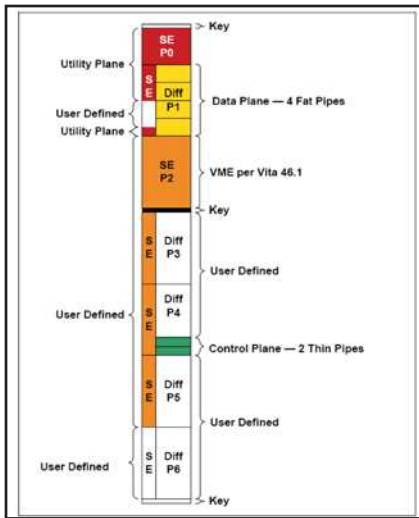 Key
SE
P0
Utility Plane
S
E
Diff
P1
Data Plane — 4 Fat Pipes
User Defined
Utility Plane
SE
P2
VME per Vita 46.1
Key
S
E
Diff
P3
User Defined
User Defined
S
E
Diff
P4
Control Plane — 2 Thin Pipes
S
E
Diff
P5
User Defined
User Defined
S
E
Diff
P6
Key